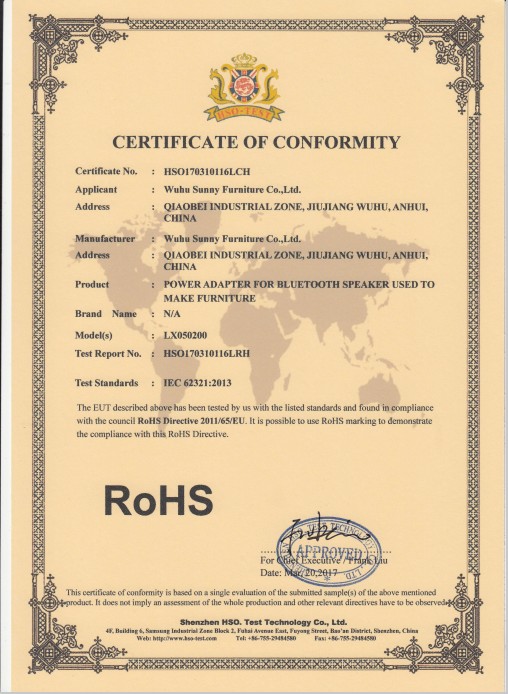 HSO-TEST
CERTIFICATE OF CONFORMITY
Certificate No. : HSO170310116LCH
Applicant : Wuhu Sunny Furniture Co.,Ltd.
Address : QIAOBEI INDUSTRIAL ZONE, JIUJIANG WUHU, ANHUI,
CHINA
Manufacturer : Wuhu Sunny Furniture Co.,Ltd.
Address : QIAOBEI INDUSTRIAL ZONE, JIUJIANG WUHU, ANHUI,
CHINA
Product : POWER ADAPTER FOR BLUETOOTH SPEAKER USED TO
MAKE FURNITURE
Brand Name : N/A
Model(s) : LX050200
Test Report No. : HSO170310116LRH
Test Standards : IEC 62321:2013
The EUT described above has been tested by us with the listed standards and found in compliance
with the council RoHS Directive 2011/65/EU. It is possible to use RoHS marking to demonstrate
the compliance with this RoHS Directive.
RoHS
APPROVED
For Chief Executive / Frank Liu
Date: Mar,20,2017
This certificate of conformity is based on a single evaluation of the submitted sample(s) of the above mentioned
product. It does not imply an assessment of the whole production and other relevant directives have to be observed.
Shenzhen HSO. Test Technology Co., Ltd.
4F, Building 6, Samsung Industrial Zone Block 2, Fuhai Avenue East, Fuyong Street, Bao'an District, Shenzhen, China
Web: http://www.hso-test.com Tel: +86-755-29484580 Fax: +86-755-29484580